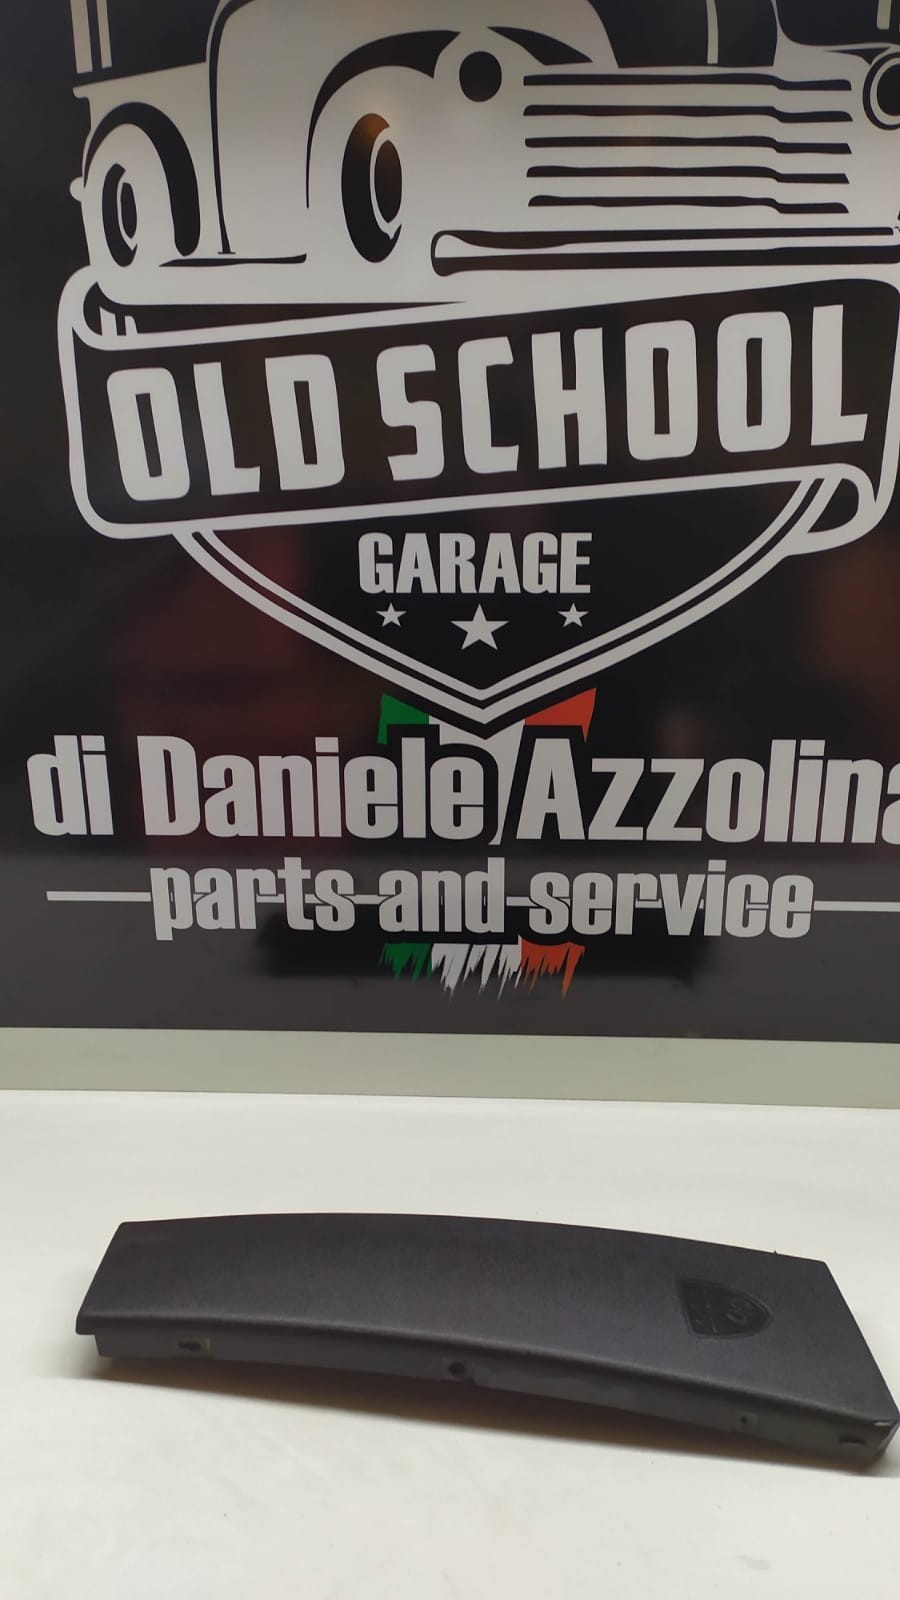 OLD SCHOOL
GARAGE
di Daniele Azzolina
parts and service